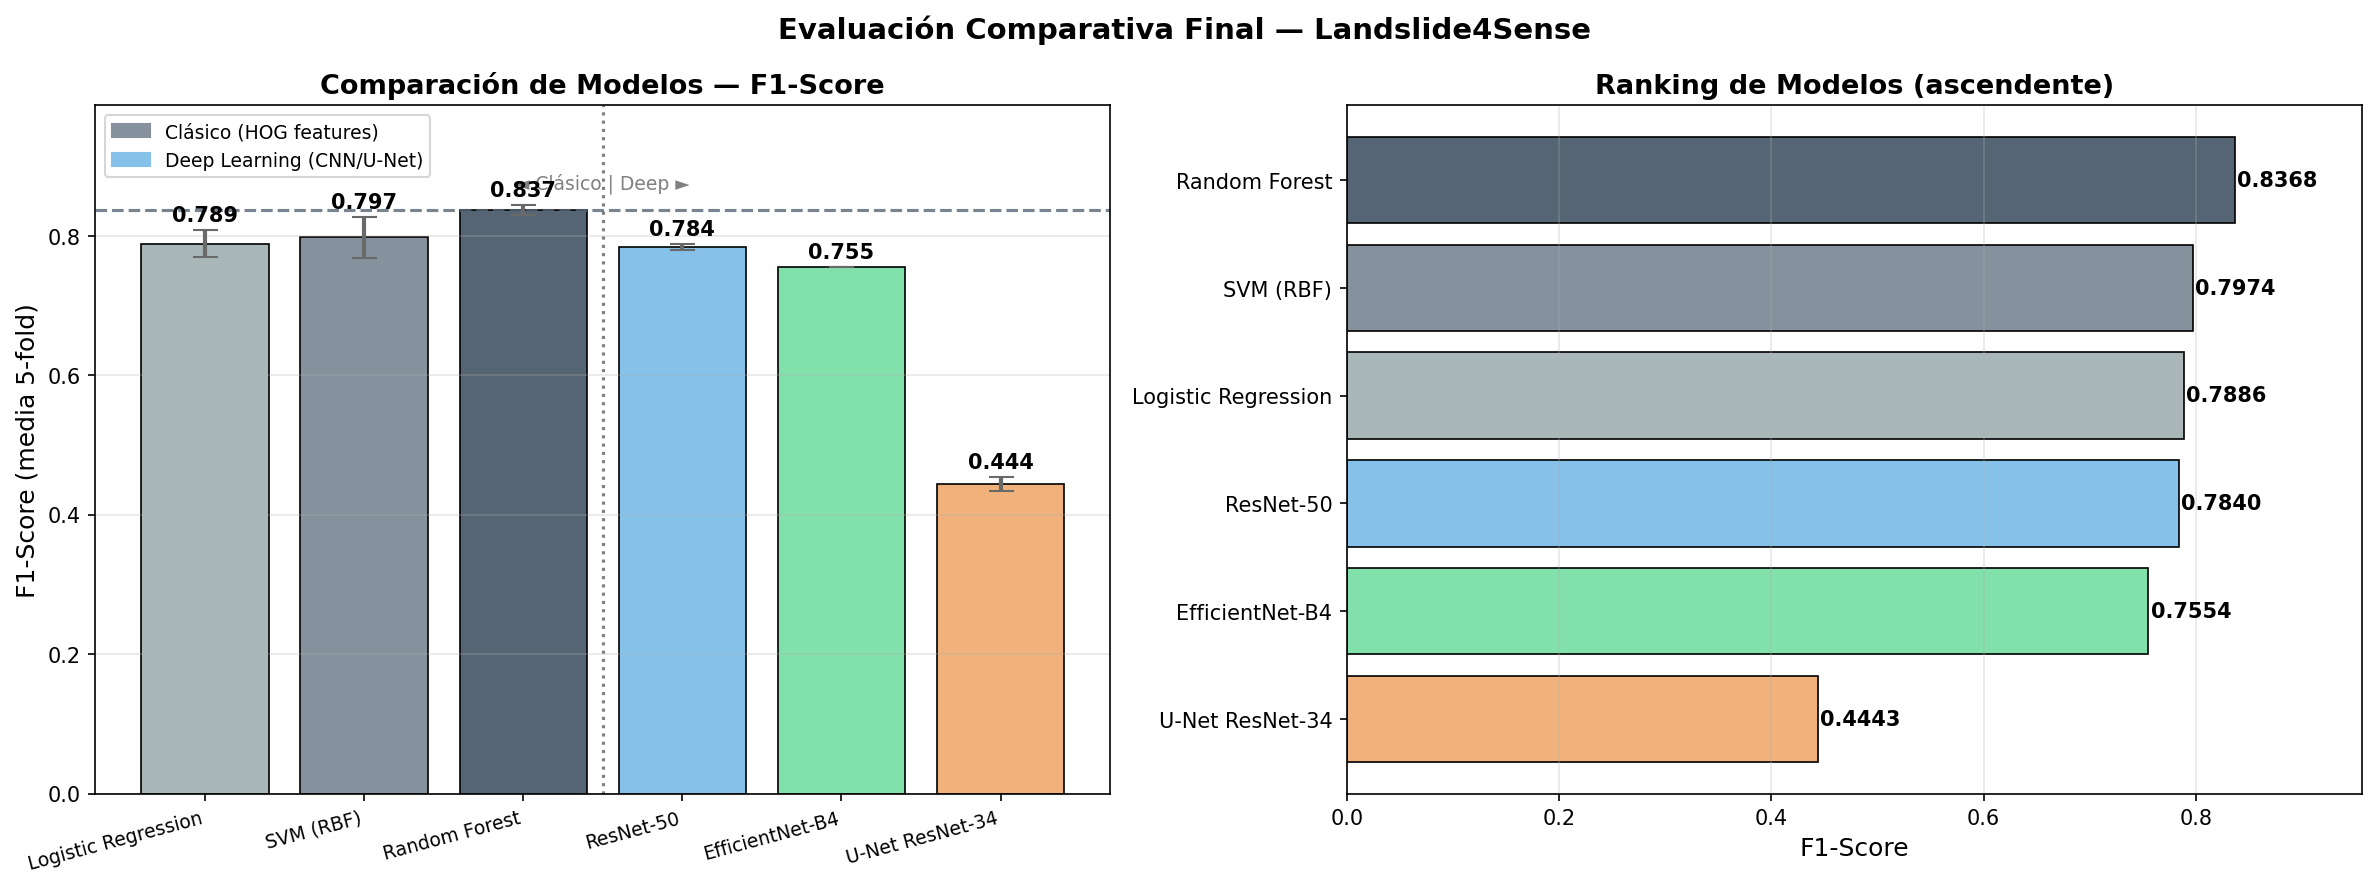 Evaluación Comparativa Final — Landslide4Sense
Comparación de Modelos — F1-Score
Clásico (HOG features)
Deep Learning (CNN/U-Net)
◄ Clásico | Deep ►
0.789
0.797
0.837
0.784
0.755
0.444
F1-Score (media 5-fold)
0.8
0.6
0.4
0.2
0.0
Logistic Regression
SVM (RBF)
Random Forest
ResNet-50
EfficientNet-B4
U-Net ResNet-34
Ranking de Modelos (ascendente)
Random Forest
0.8368
SVM (RBF)
0.7974
Logistic Regression
0.7886
ResNet-50
0.7840
EfficientNet-B4
0.7554
U-Net ResNet-34
0.4443
0.0
0.2
0.4
0.6
0.8
F1-Score